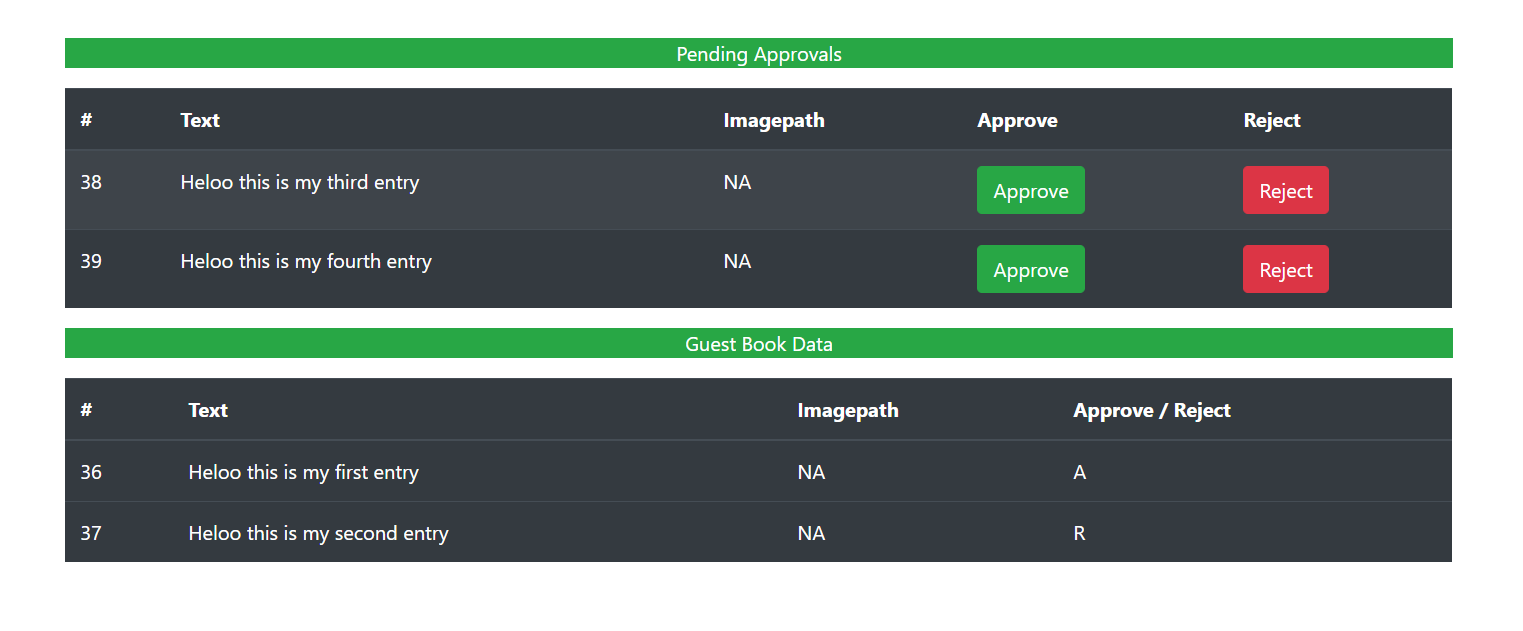 Pending Approvals
# Text Imagepath Approve Reject
38 Heloo this is my third entry NA Approve Reject
39 Heloo this is my fourth entry NA Approve Reject
Guest Book Data
# Text Imagepath Approve / Reject
36 Heloo this is my first entry NA A
37 Heloo this is my second entry NA R